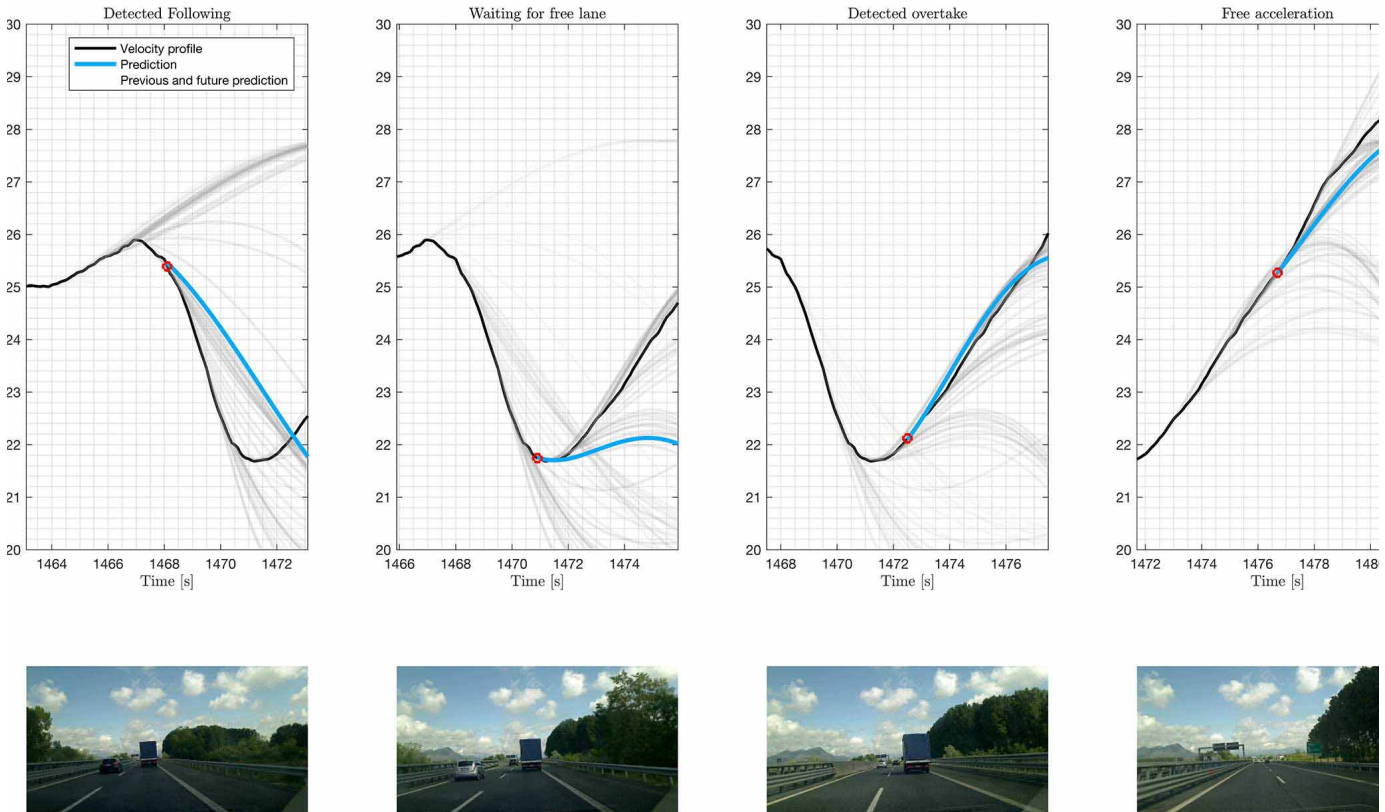 Detected Following
30
29
28
27
26
25
24
23
22
21
20
Velocity profile
Prediction
Previous and future prediction
1464 1466 1468 1470 1472
Time [s]
Waiting for free lane
30
29
28
27
26
25
24
23
22
21
20
1466 1468 1470 1472 1474
Time [s]
Detected overtake
30
29
28
27
26
25
24
23
22
21
20
1468 1470 1472 1474 1476
Time [s]
Free acceleration
30
29
28
27
26
25
24
23
22
21
20
1472 1474 1476 1478 1480
Time [s]